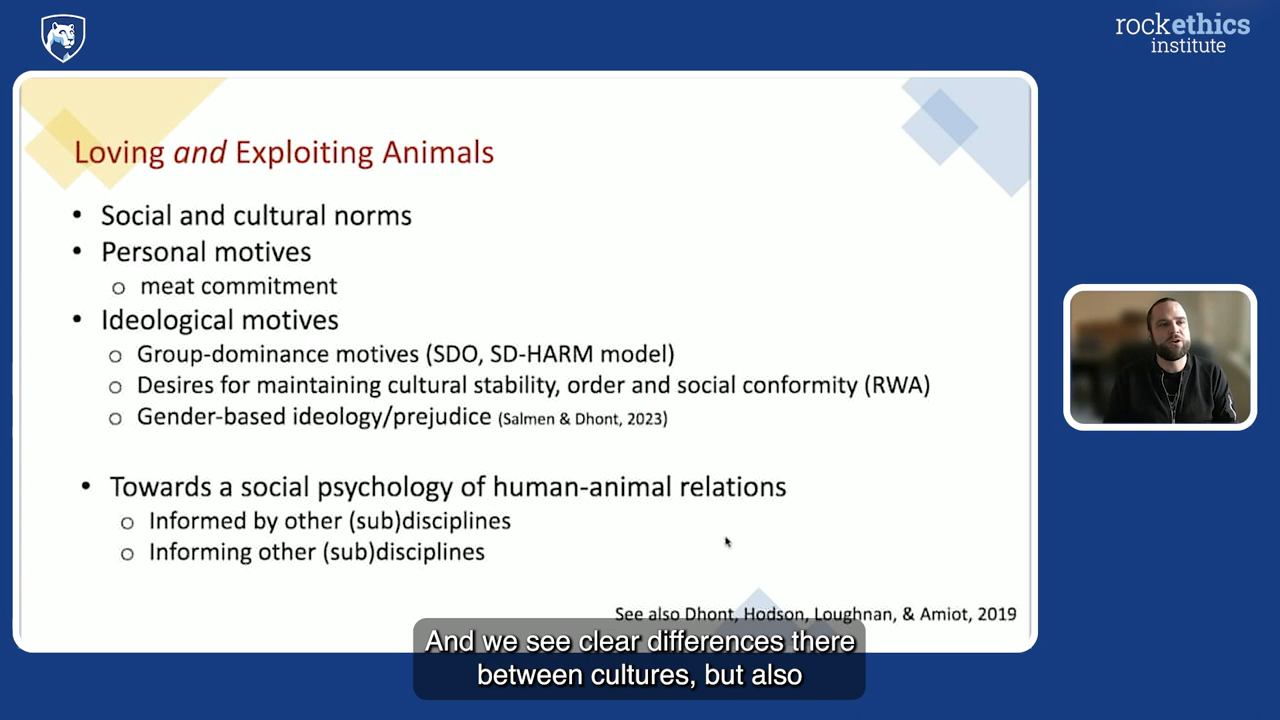 rockethics
institute
Loving and Exploiting Animals
• Social and cultural norms
• Personal motives
o meat commitment
• Ideological motives
o Group-dominance motives (SDO, SD-HARM model)
o Desires for maintaining cultural stability, order and social conformity (RWA)
o Gender-based ideology/prejudice (Salmen & Dhont, 2023)
• Towards a social psychology of human-animal relations
o Informed by other (sub)disciplines
o Informing other (sub)disciplines
See also Dhont, Hodson, Loughnan, & Amiot, 2019
And we see clear differences there
between cultures, but also